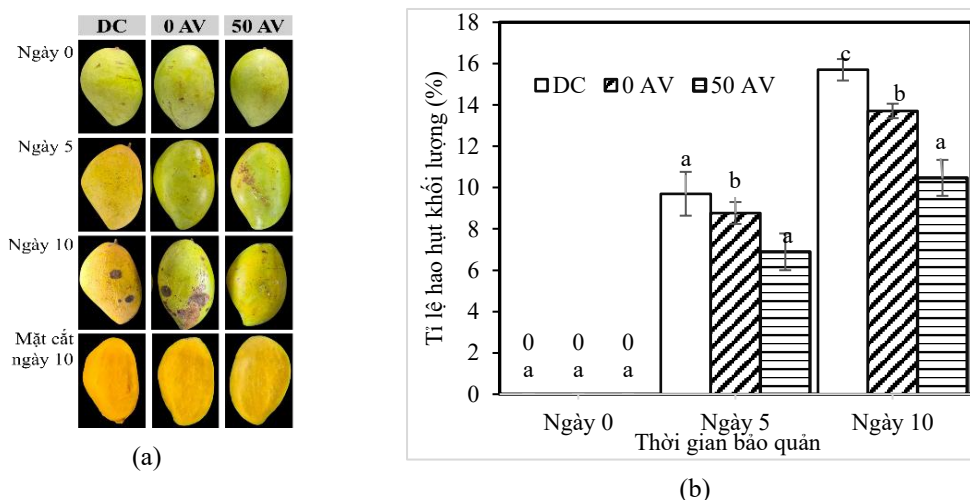 DC 0 AV 50 AV
Ngày 0
Ngày 5
Ngày 10
Mặt cắt
ngày 10
(a)
Tỉ lệ hao hụt khối lượng (%)
18
16
14
12
10
8
6
4
2
0
DC 0 AV 50 AV
0 0 0
a a a
a b a
c b a
Ngày 0 Ngày 5 Ngày 10
Thời gian bảo quản
(b)